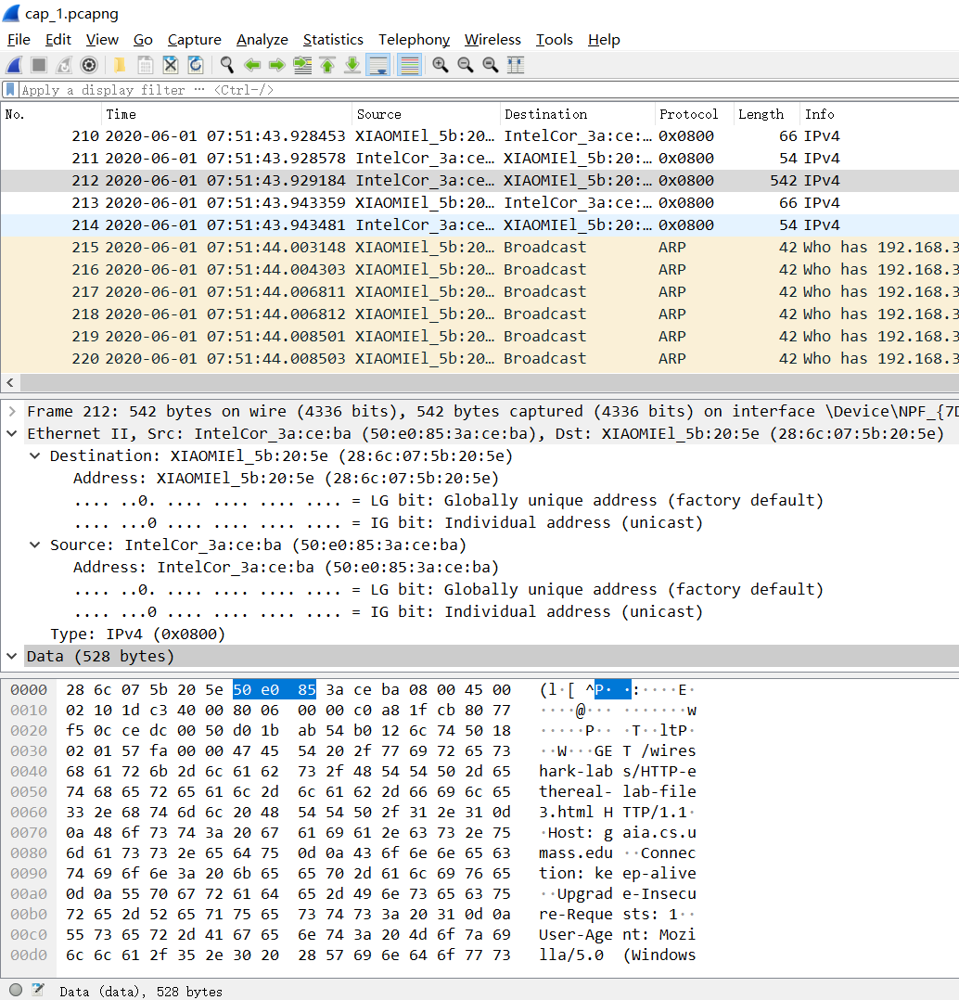 cap_1.pcapng
File Edit View Go Capture Analyze Statistics Telephony Wireless Tools Help
Apply a display filter ··· <Ctrl-/>
No. Time Source Destination Protocol Length Info
210 2020-06-01 07:51:43.928453 XIAOMIEl_5b:20… IntelCor_3a:ce:… 0x0800 66 IPv4
211 2020-06-01 07:51:43.928578 IntelCor_3a:ce… XIAOMIEl_5b:20:… 0x0800 54 IPv4
212 2020-06-01 07:51:43.929184 IntelCor_3a:ce… XIAOMIEl_5b:20:… 0x0800 542 IPv4
213 2020-06-01 07:51:43.943359 XIAOMIEl_5b:20… IntelCor_3a:ce:… 0x0800 66 IPv4
214 2020-06-01 07:51:43.943481 IntelCor_3a:ce… XIAOMIEl_5b:20:… 0x0800 54 IPv4
215 2020-06-01 07:51:44.003148 XIAOMIEl_5b:20… Broadcast ARP 42 Who has 192.168.3
216 2020-06-01 07:51:44.004303 XIAOMIEl_5b:20… Broadcast ARP 42 Who has 192.168.3
217 2020-06-01 07:51:44.006811 XIAOMIEl_5b:20… Broadcast ARP 42 Who has 192.168.3
218 2020-06-01 07:51:44.006812 XIAOMIEl_5b:20… Broadcast ARP 42 Who has 192.168.3
219 2020-06-01 07:51:44.008501 XIAOMIEl_5b:20… Broadcast ARP 42 Who has 192.168.3
220 2020-06-01 07:51:44.008503 XIAOMIEl_5b:20… Broadcast ARP 42 Who has 192.168.3
Frame 212: 542 bytes on wire (4336 bits), 542 bytes captured (4336 bits) on interface \Device\NPF_{7D
Ethernet II, Src: IntelCor_3a:ce:ba (50:e0:85:3a:ce:ba), Dst: XIAOMIEl_5b:20:5e (28:6c:07:5b:20:5e)
Destination: XIAOMIEl_5b:20:5e (28:6c:07:5b:20:5e)
Address: XIAOMIEl_5b:20:5e (28:6c:07:5b:20:5e)
.... ..0. .... .... .... .... = LG bit: Globally unique address (factory default)
.... ...0 .... .... .... .... = IG bit: Individual address (unicast)
Source: IntelCor_3a:ce:ba (50:e0:85:3a:ce:ba)
Address: IntelCor_3a:ce:ba (50:e0:85:3a:ce:ba)
.... ..0. .... .... .... .... = LG bit: Globally unique address (factory default)
.... ...0 .... .... .... .... = IG bit: Individual address (unicast)
Type: IPv4 (0x0800)
Data (528 bytes)
0000 28 6c 07 5b 20 5e 50 e0 85 3a ce ba 08 00 45 00 (l·[ ^P· ·:····E·
0010 02 10 1d c3 40 00 80 06 00 00 c0 a8 1f cb 80 77 ····@··· ·······w
0020 f5 0c ce dc 00 50 d0 1b ab 54 b0 12 6c 74 50 18 ·····P·· ·T··ltP·
0030 02 01 57 fa 00 00 47 45 54 20 2f 77 69 72 65 73 ··W···GE T /wires
0040 68 61 72 6b 2d 6c 61 62 73 2f 48 54 54 50 2d 65 hark-lab s/HTTP-e
0050 74 68 65 72 65 61 6c 2d 6c 61 62 2d 66 69 6c 65 thereal- lab-file
0060 33 2e 68 74 6d 6c 20 48 54 54 50 2f 31 2e 31 0d 3.html H TTP/1.1·
0070 0a 48 6f 73 74 3a 20 67 61 69 61 2e 63 73 2e 75 ·Host: g aia.cs.u
0080 6d 61 73 73 2e 65 64 75 0d 0a 43 6f 6e 6e 65 63 mass.edu ··Connec
0090 74 69 6f 6e 3a 20 6b 65 65 70 2d 61 6c 69 76 65 tion: ke ep-alive
00a0 0d 0a 55 70 67 72 61 64 65 2d 49 6e 73 65 63 75 ··Upgrad e-Insecu
00b0 72 65 2d 52 65 71 75 65 73 74 73 3a 20 31 0d 0a re-Reque sts: 1··
00c0 55 73 65 72 2d 41 67 65 6e 74 3a 20 4d 6f 7a 69 User-Age nt: Mozi
00d0 6c 6c 61 2f 35 2e 30 20 28 57 69 6e 64 6f 77 73 lla/5.0 (Windows
Data (data), 528 bytes